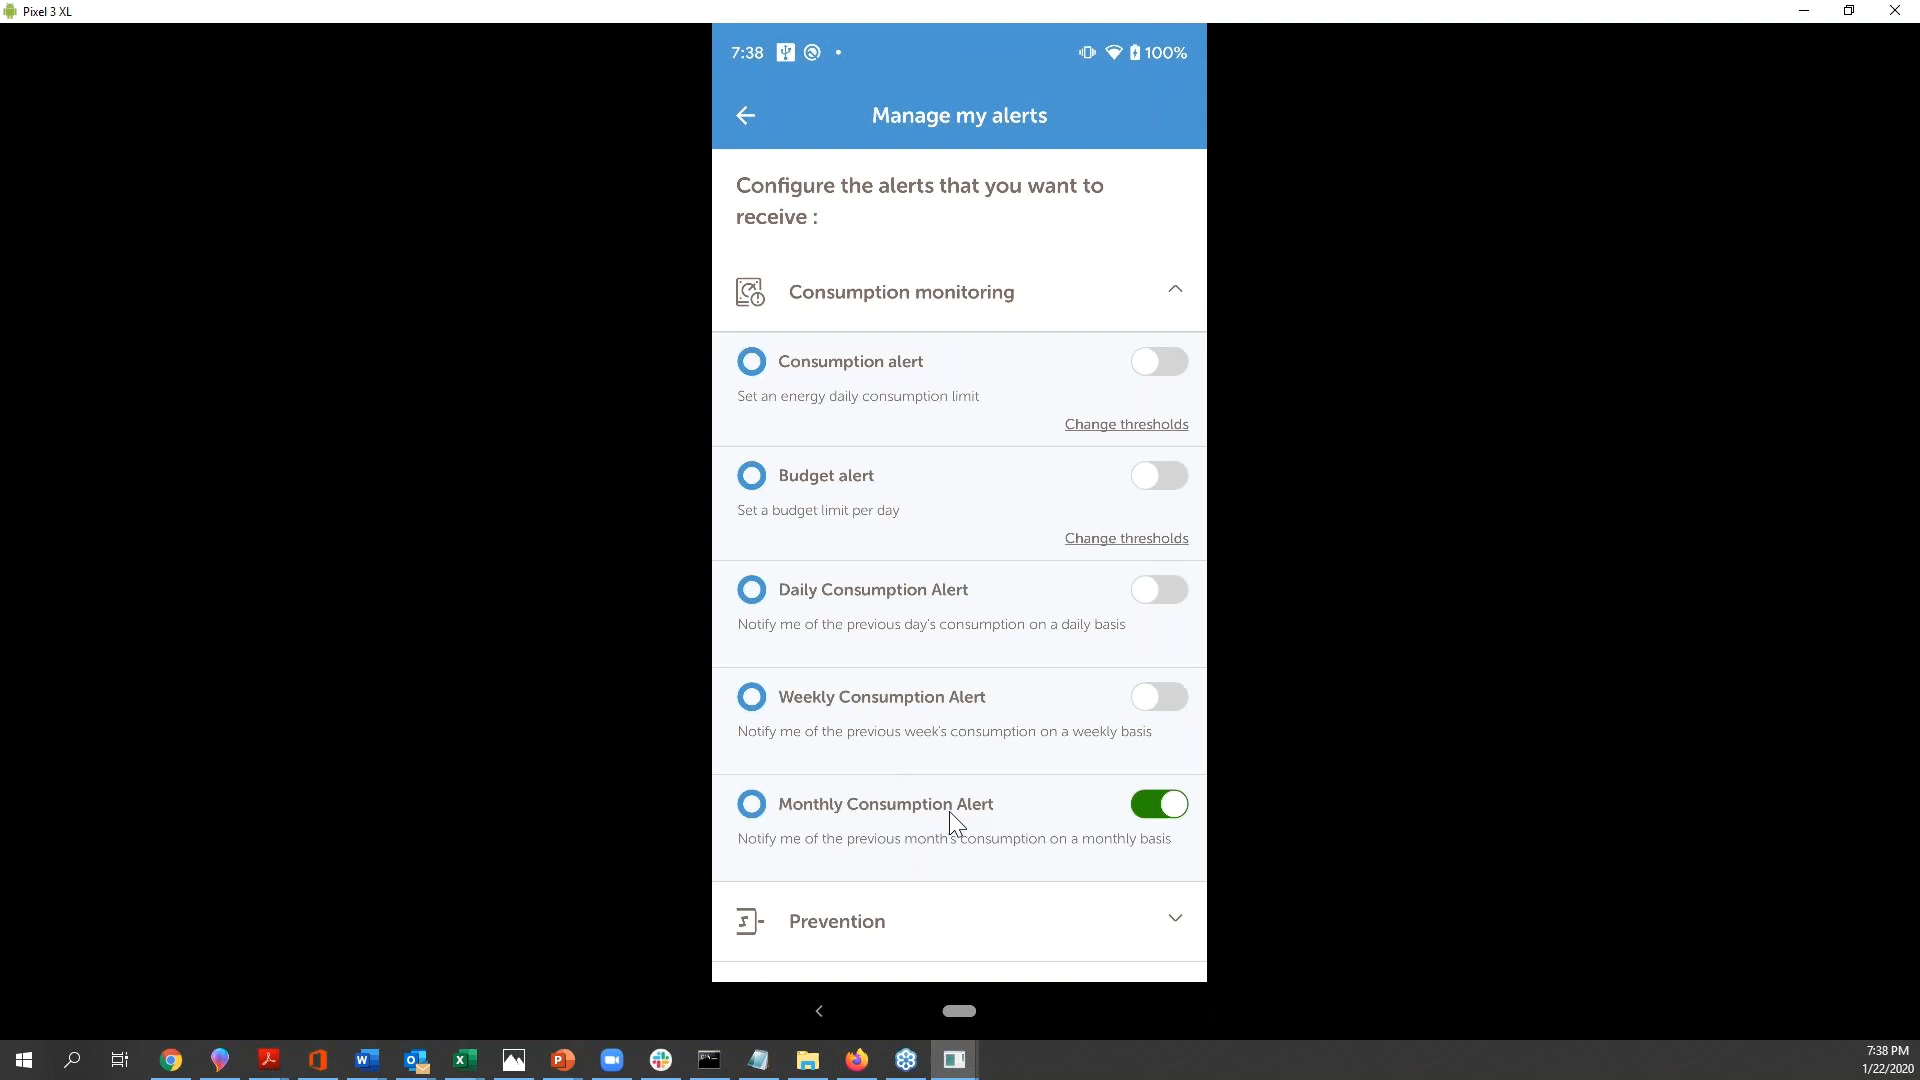 Pixel 3 XL
7:38
100%
Manage my alerts
Configure the alerts that you want to
receive :
Consumption monitoring
Consumption alert
Set an energy daily consumption limit
Change thresholds
Budget alert
Set a budget limit per day
Change thresholds
Daily Consumption Alert
Notify me of the previous day's consumption on a daily basis
Weekly Consumption Alert
Notify me of the previous week's consumption on a weekly basis
Monthly Consumption Alert
Notify me of the previous month's consumption on a monthly basis
Prevention
7:38 PM
1/22/2020